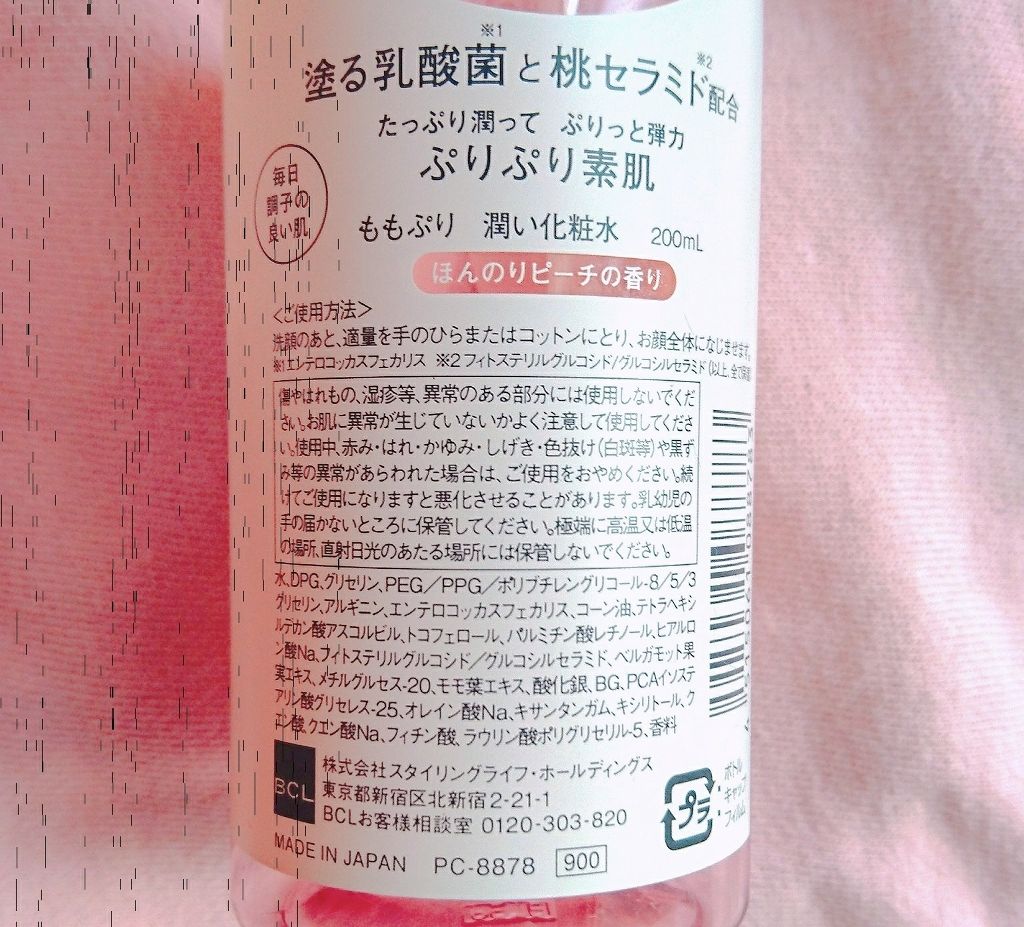 ※1 ※2
塗る乳酸菌と桃セラミド配合
たっぷり潤って ぷりっと弾力
ぷりぷり素肌
毎日
調子の
良い肌
ももぷり 潤い化粧水 200mL
ほんのりピーチの香り
<ご使用方法>
洗顔のあと、適量を手のひらまたはコットンにとり、お顔全体になじませます。
※1エンテロコッカスフェカリス ※2フィトステリルグルコシド/グルコシルセラミド(以上、全て保湿
傷やはれもの、湿疹等、異常のある部分には使用しないでくだ
さい。お肌に異常が生じていないかよく注意して使用してくださ
い。使用中、赤み・はれ・かゆみ・しげき・色抜け(白斑等)や黒ず
み等の異常があらわれた場合は、ご使用をおやめください。続
けてご使用になりますと悪化させることがあります。乳幼児の
手の届かないところに保管してください。極端に高温又は低温
の場所、直射日光のあたる場所には保管しないでください。
水、DPG、グリセリン、PEG/PPG/ポリブチレングリコール-8/5/3
グリセリン、アルギニン、エンテロコッカスフェカリス、コーン油、テトラヘキシ
ルデカン酸アスコルビル、トコフェロール、パルミチン酸レチノール、ヒアルロ
ン酸Na、フィトステリルグルコシド/グルコシルセラミド、ベルガモット果
実エキス、メチルグルセス-20、モモ葉エキス、酸化銀、BG、PCAイソステ
アリン酸グリセレス-25、オレイン酸Na、キサンタンガム、キシリトール、ク
エン酸、クエン酸Na、フィチン酸、ラウリン酸ポリグリセリル-5、香料
BCL
株式会社スタイリングライフ・ホールディングス
東京都新宿区北新宿2-21-1
BCLお客様相談室 0120-303-820
プラ
ボトル
キャップ
フィルム
MADE IN JAPAN PC-8878 900